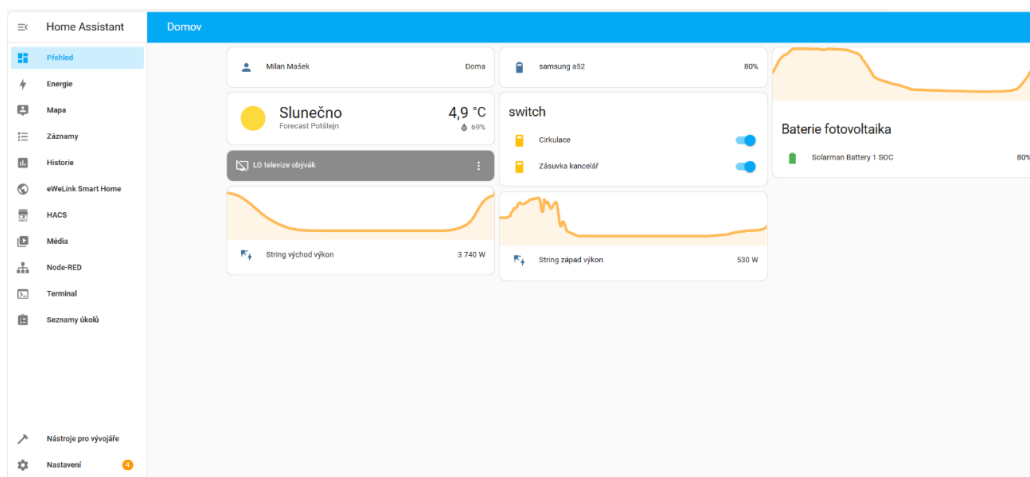 Home Assistant
Domov
Přehled
Energie
Mapa
Záznamy
Historie
eWeLink Smart Home
HACS
Média
Node-RED
Terminal
Seznamy úkolů
Nástroje pro vývojáře
Nastavení 4
Milan Mašek Doma
Slunečno 4,9 °C
Forecast Potštejn 69%
LG televize obývák
String východ výkon 3 740 W
samsung a52 80%
switch
Cirkulace
Zásuvka kancelář
String západ výkon 530 W
Baterie fotovoltaika
Solarman Battery 1 SOC 80%